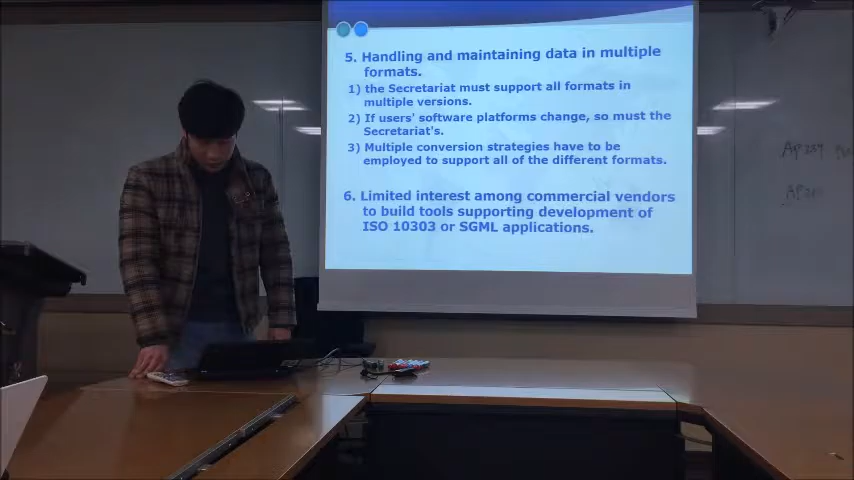 5. Handling and maintaining data in multiple
formats.
1) the Secretariat must support all formats in
multiple versions.
2) If users' software platforms change, so must the
Secretariat's.
3) Multiple conversion strategies have to be
employed to support all of the different formats.
6. Limited interest among commercial vendors
to build tools supporting development of
ISO 10303 or SGML applications.